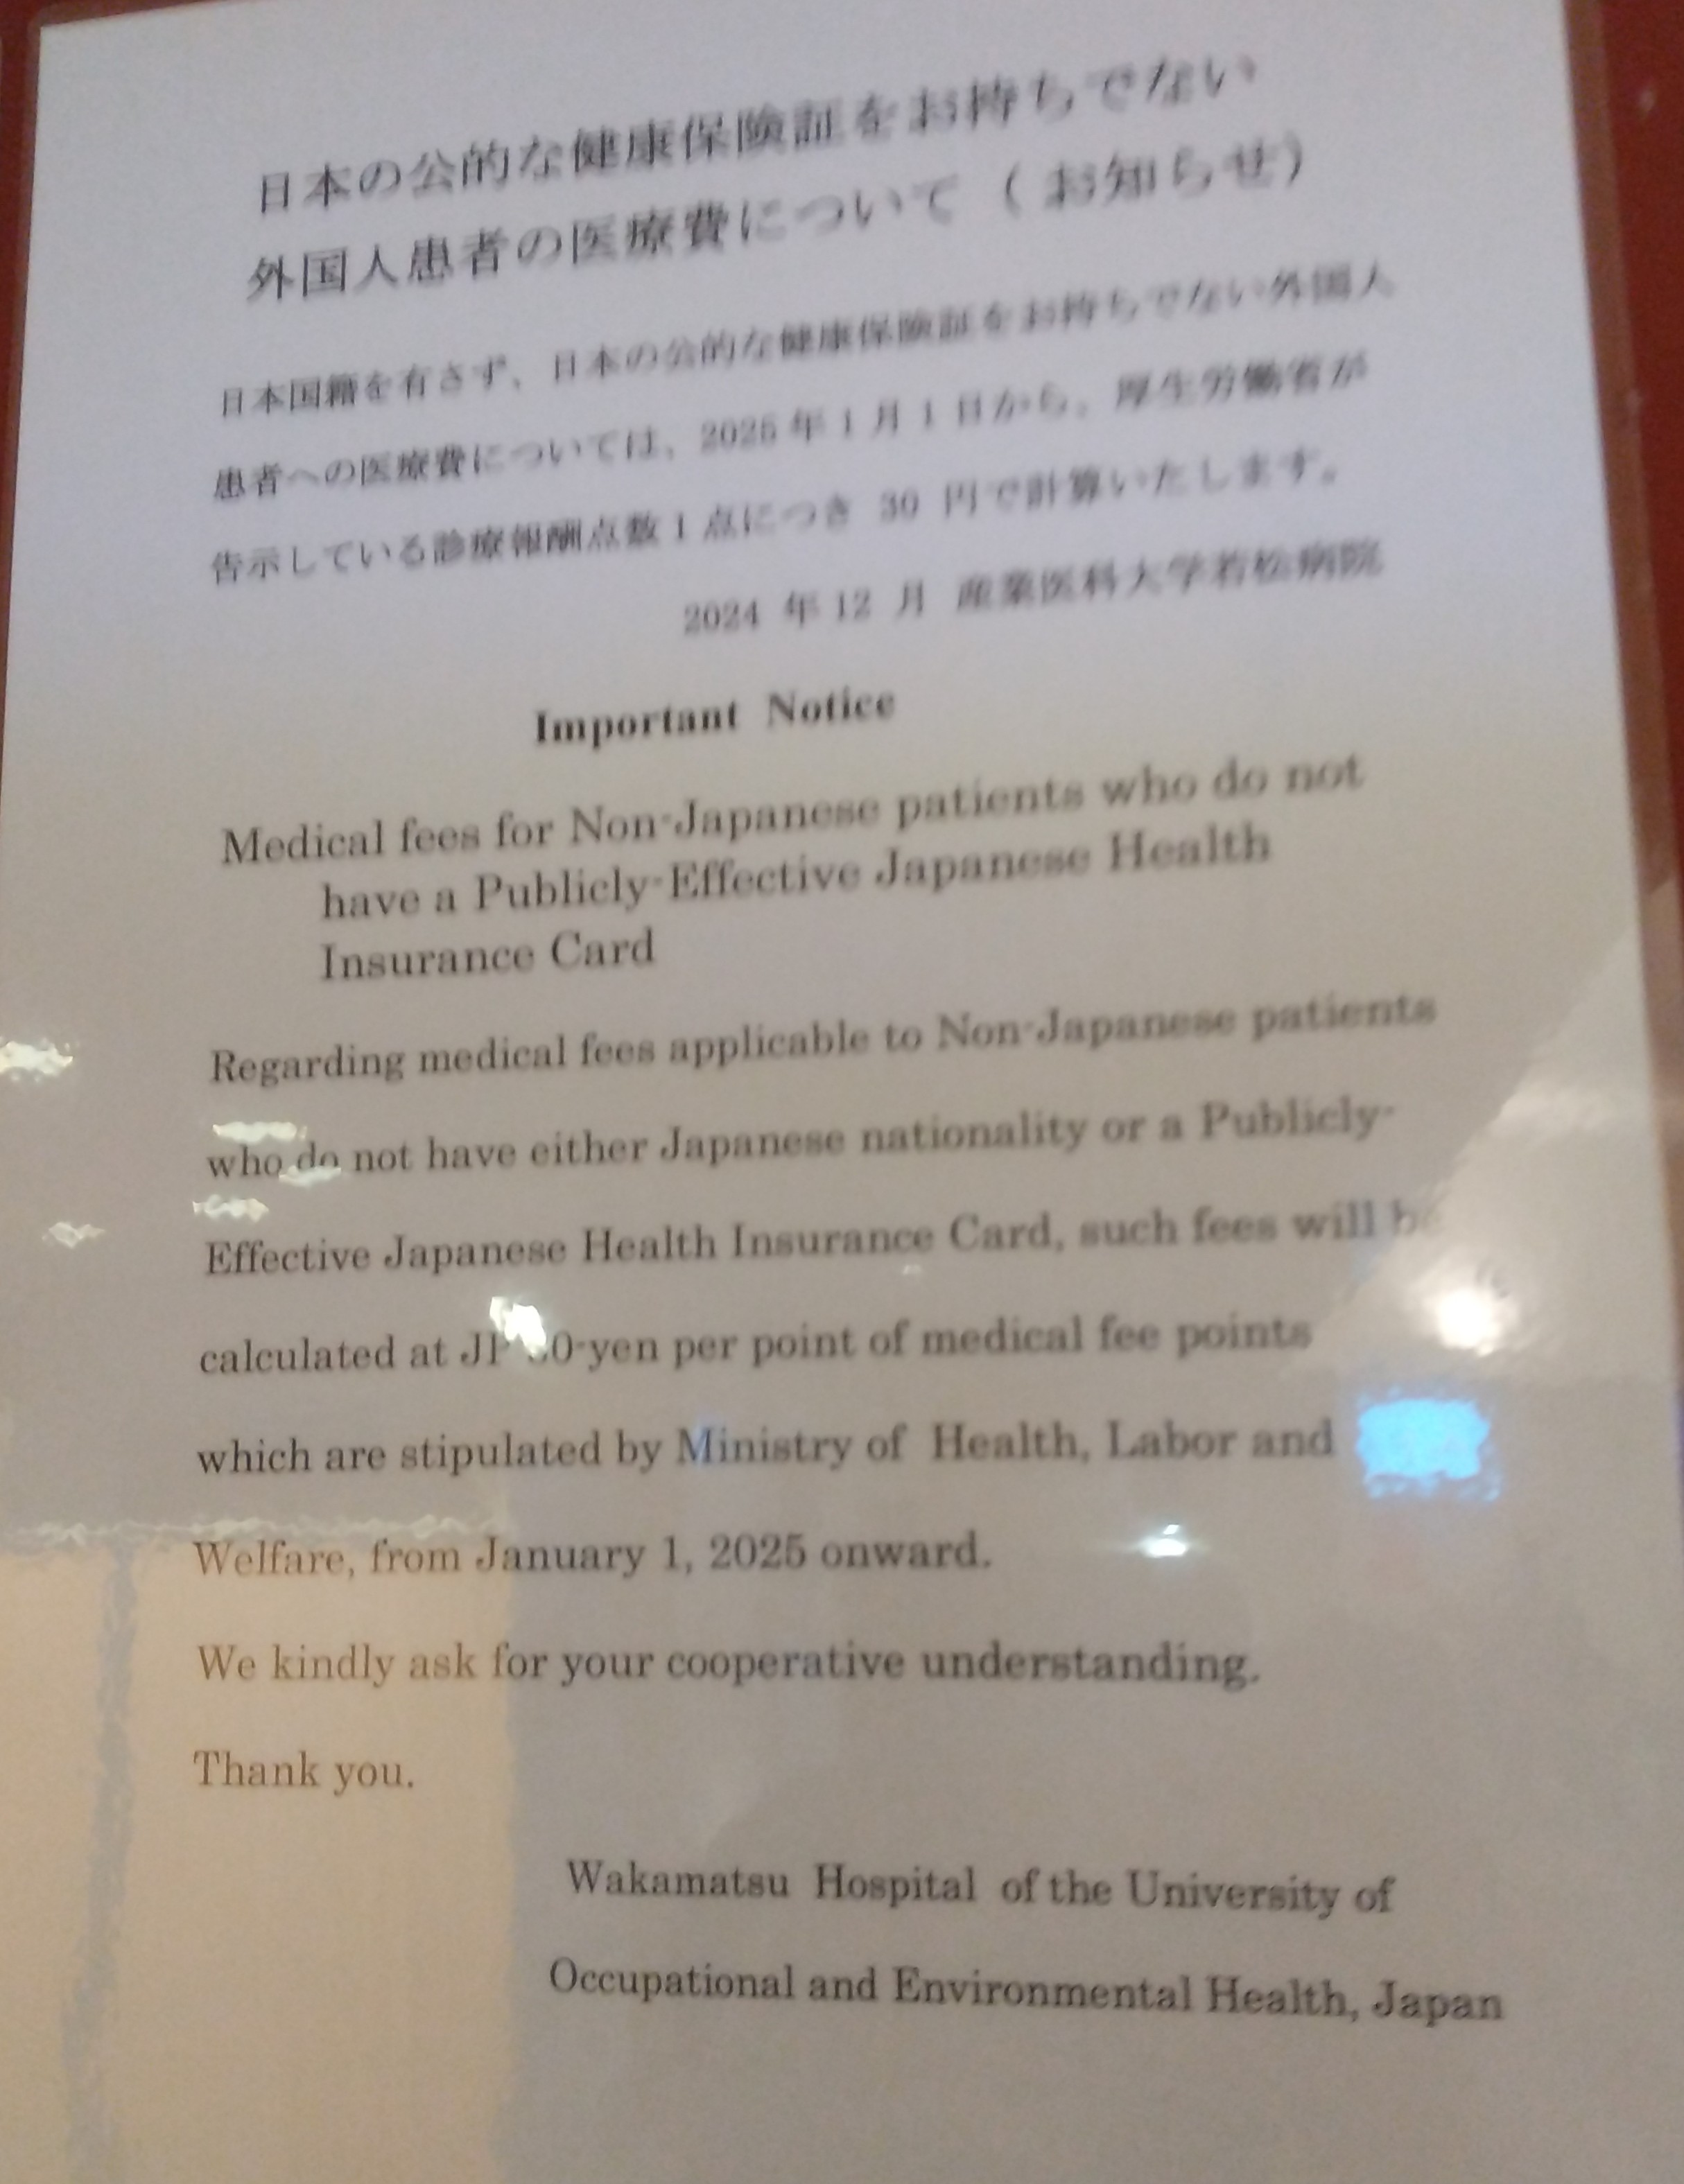 日本の公的な健康保険証をお持ちでない
外国人患者の医療費について（お知らせ）
日本国籍を有さず、日本の公的な健康保険証をお持ちでない外国人
患者への医療費については、2025年1月1日から、厚生労働省が
告示している診療報酬点数1点につき 30 円で計算いたします。
2024 年 12 月 産業医科大学若松病院
Important Notice
Medical fees for Non-Japanese patients who do not
have a Publicly-Effective Japanese Health
Insurance Card
Regarding medical fees applicable to Non-Japanese patients
who do not have either Japanese nationality or a Publicly-
Effective Japanese Health Insurance Card, such fees will be
calculated at JP 30-yen per point of medical fee points
which are stipulated by Ministry of Health, Labor and
Welfare, from January 1, 2025 onward.
We kindly ask for your cooperative understanding.
Thank you.
Wakamatsu Hospital of the University of
Occupational and Environmental Health, Japan